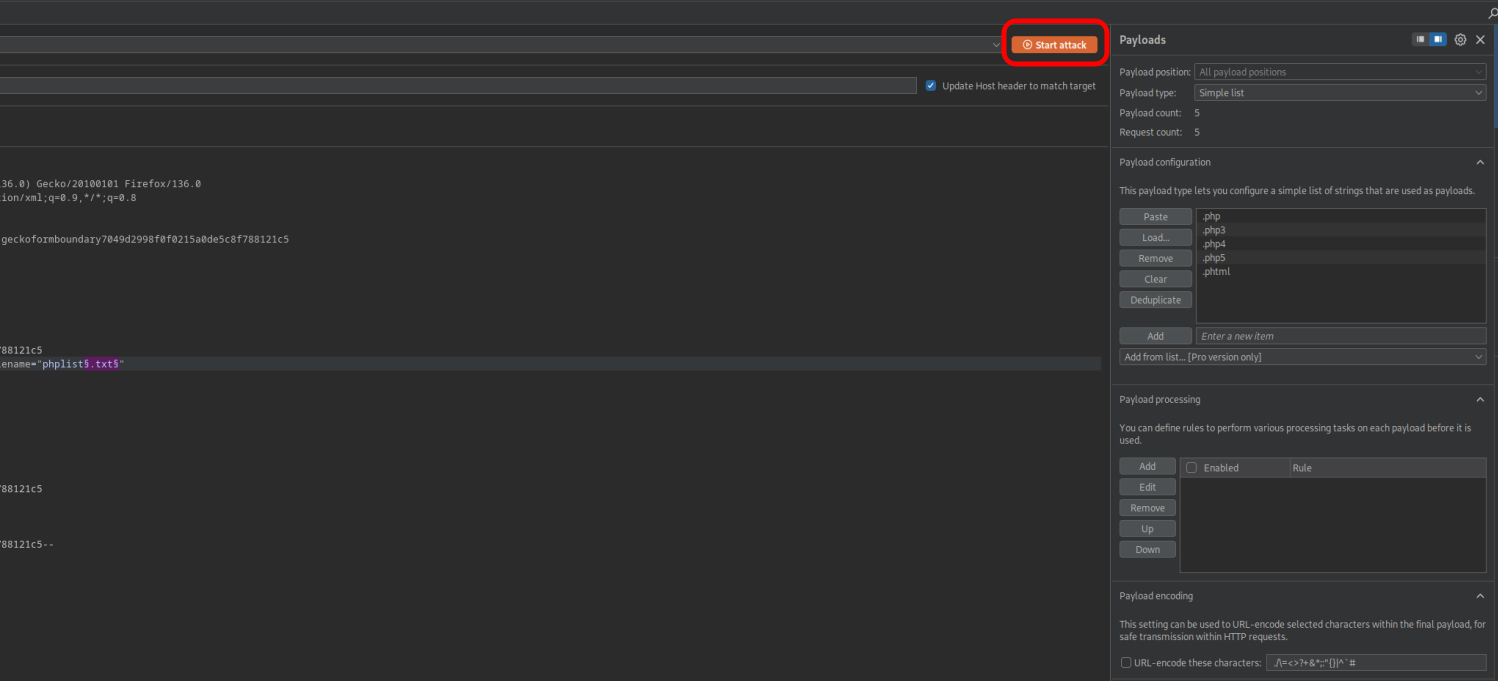 Start attack
Update Host header to match target
36.0) Gecko/20100101 Firefox/136.0
ion/xml;q=0.9,*/*;q=0.8
geckoformboundary7049d2998f0f0215a0de5c8f788121c5
788121c5
ename="phplist§.txt§"
788121c5
788121c5--
Payloads
Payload position: All payload positions
Payload type: Simple list
Payload count: 5
Request count: 5
Payload configuration
This payload type lets you configure a simple list of strings that are used as payloads.
Paste
Load...
Remove
Clear
Deduplicate
.php
.php3
.php4
.php5
.phtml
Add
Enter a new item
Add from list... [Pro version only]
Payload processing
You can define rules to perform various processing tasks on each payload before it is
used.
Add
Edit
Remove
Up
Down
Enabled Rule
Payload encoding
This setting can be used to URL-encode selected characters within the final payload, for
safe transmission within HTTP requests.
URL-encode these characters: